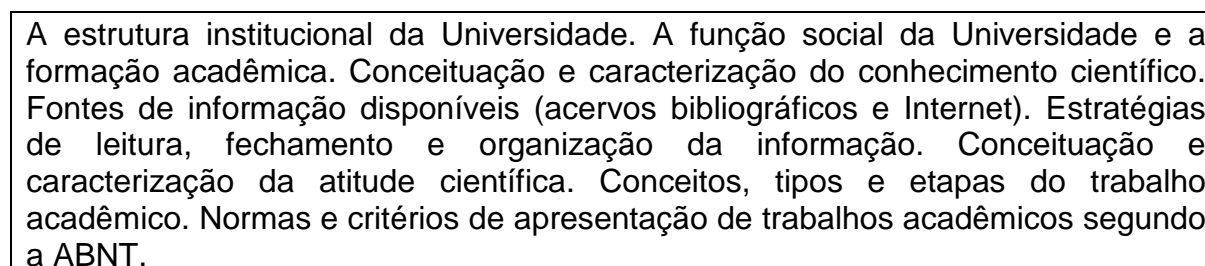 A estrutura institucional da Universidade. A função social da Universidade e a
formação acadêmica. Conceituação e caracterização do conhecimento científico.
Fontes de informação disponíveis (acervos bibliográficos e Internet). Estratégias
de leitura, fechamento e organização da informação. Conceituação e
caracterização da atitude científica. Conceitos, tipos e etapas do trabalho
acadêmico. Normas e critérios de apresentação de trabalhos acadêmicos segundo
a ABNT.